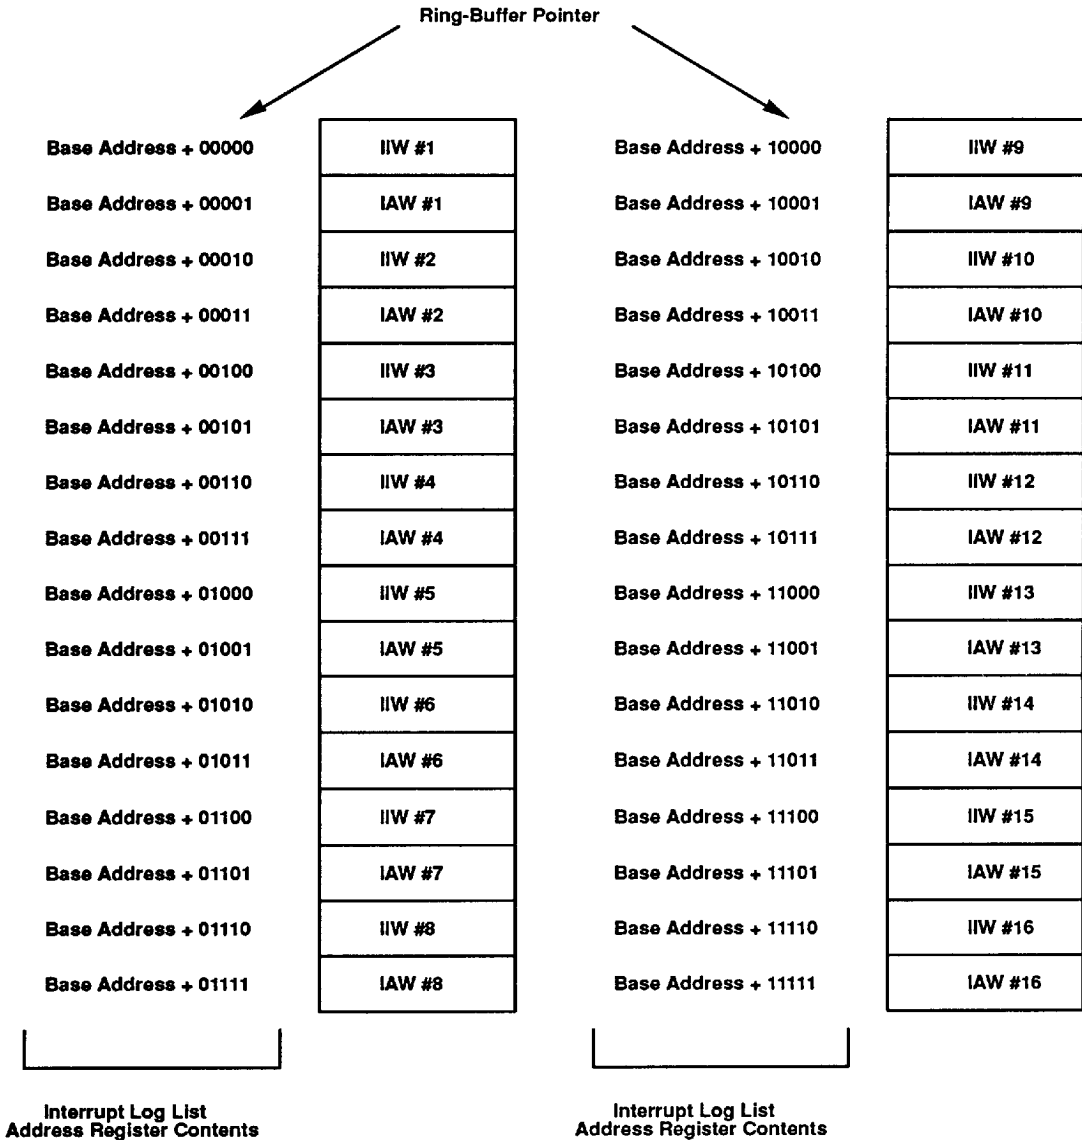 Ring-Buffer Pointer
Base Address + 00000 IIW #1
Base Address + 00001 IAW #1
Base Address + 00010 IIW #2
Base Address + 00011 IAW #2
Base Address + 00100 IIW #3
Base Address + 00101 IAW #3
Base Address + 00110 IIW #4
Base Address + 00111 IAW #4
Base Address + 01000 IIW #5
Base Address + 01001 IAW #5
Base Address + 01010 IIW #6
Base Address + 01011 IAW #6
Base Address + 01100 IIW #7
Base Address + 01101 IAW #7
Base Address + 01110 IIW #8
Base Address + 01111 IAW #8
Interrupt Log List
Address Register Contents
Base Address + 10000 IIW #9
Base Address + 10001 IAW #9
Base Address + 10010 IIW #10
Base Address + 10011 IAW #10
Base Address + 10100 IIW #11
Base Address + 10101 IAW #11
Base Address + 10110 IIW #12
Base Address + 10111 IAW #12
Base Address + 11000 IIW #13
Base Address + 11001 IAW #13
Base Address + 11010 IIW #14
Base Address + 11011 IAW #14
Base Address + 11100 IIW #15
Base Address + 11101 IAW #15
Base Address + 11110 IIW #16
Base Address + 11111 IAW #16
Interrupt Log List
Address Register Contents